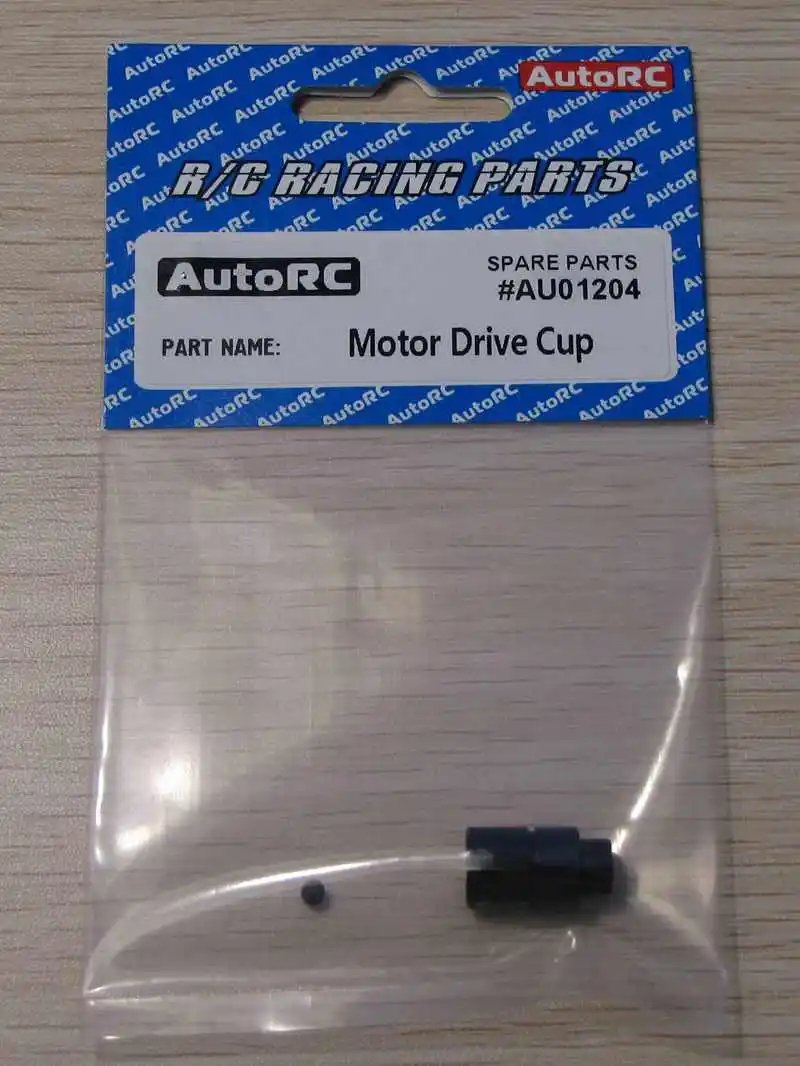 AutoRC
R/C RACING PARTS
AutoRC
SPARE PARTS
#AU01204
PART NAME:
Motor Drive Cup